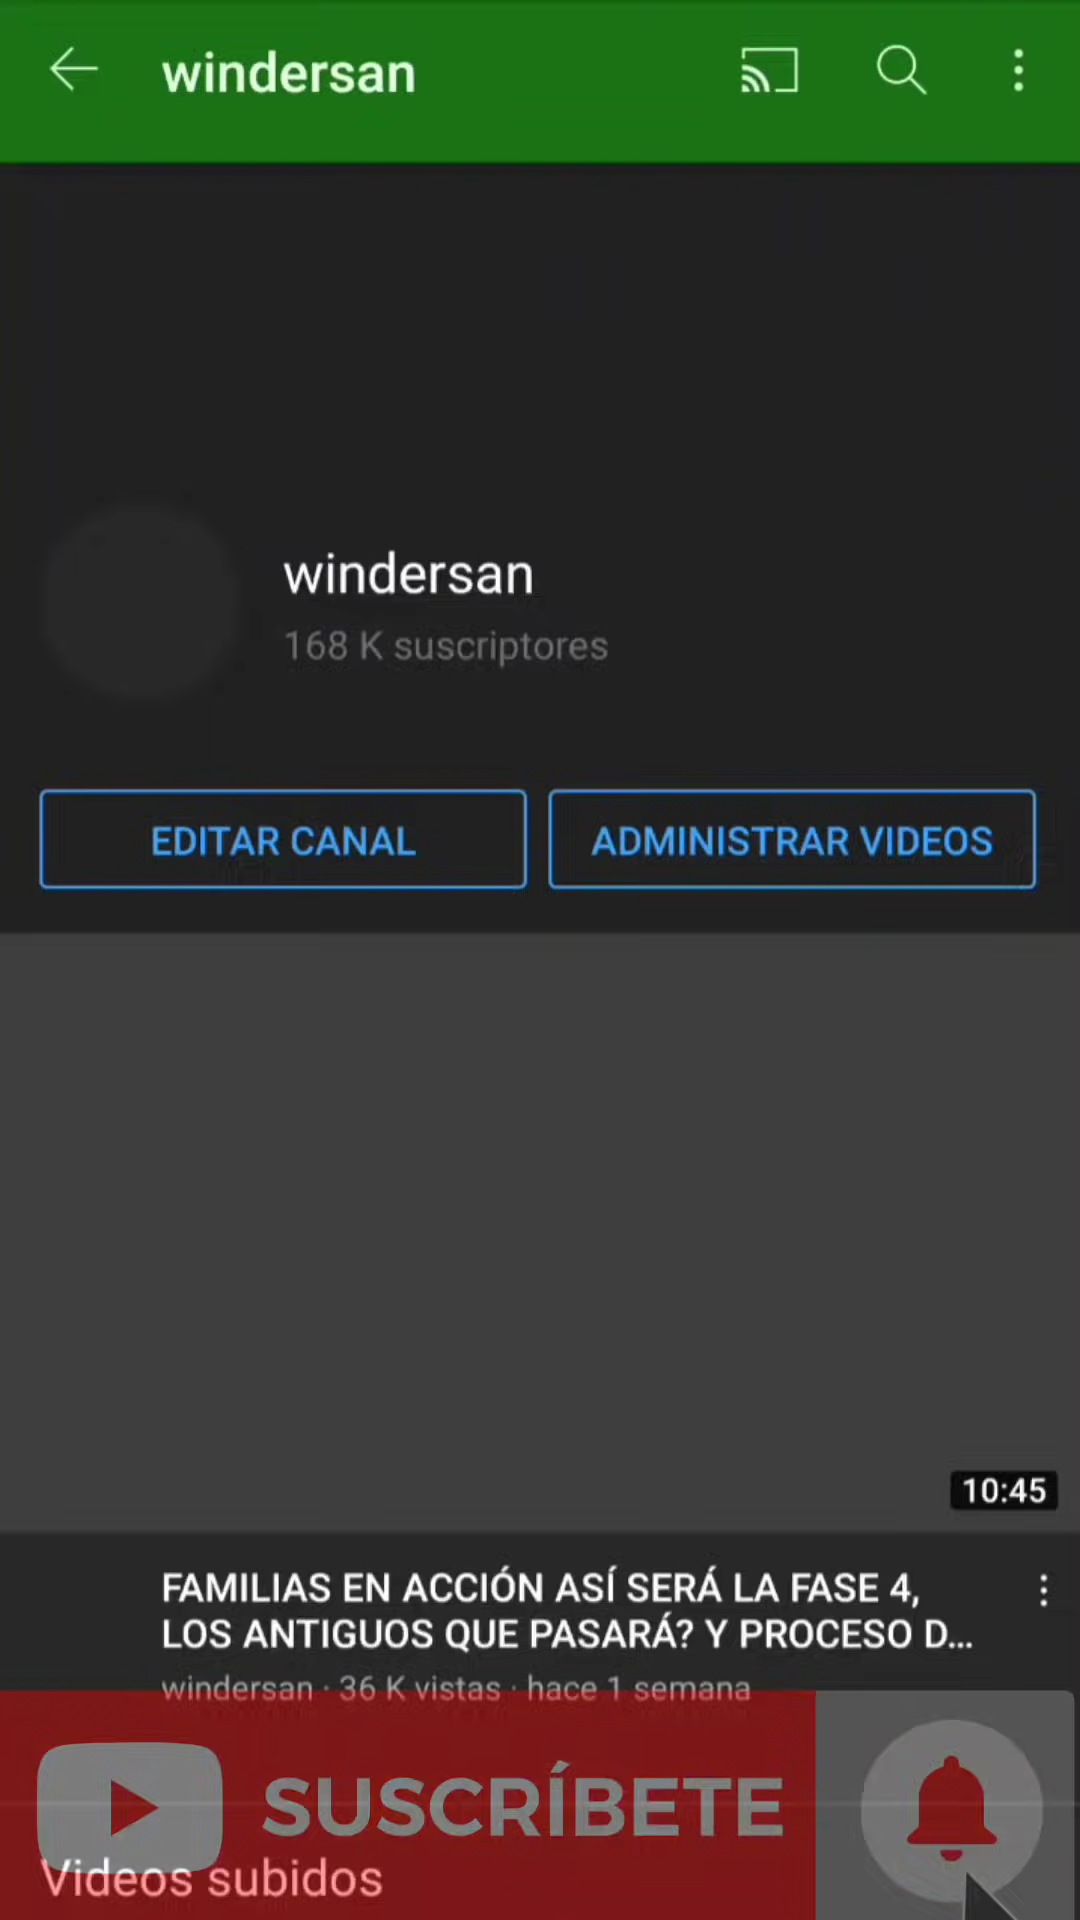 windersan
windersan
168 K suscriptores
EDITAR CANAL
ADMINISTRAR VIDEOS
10:45
FAMILIAS EN ACCIÓN ASÍ SERÁ LA FASE 4,
LOS ANTIGUOS QUE PASARÁ? Y PROCESO D...
windersan · 36 K vistas · hace 1 semana
SUSCRÍBETE
Videos subidos